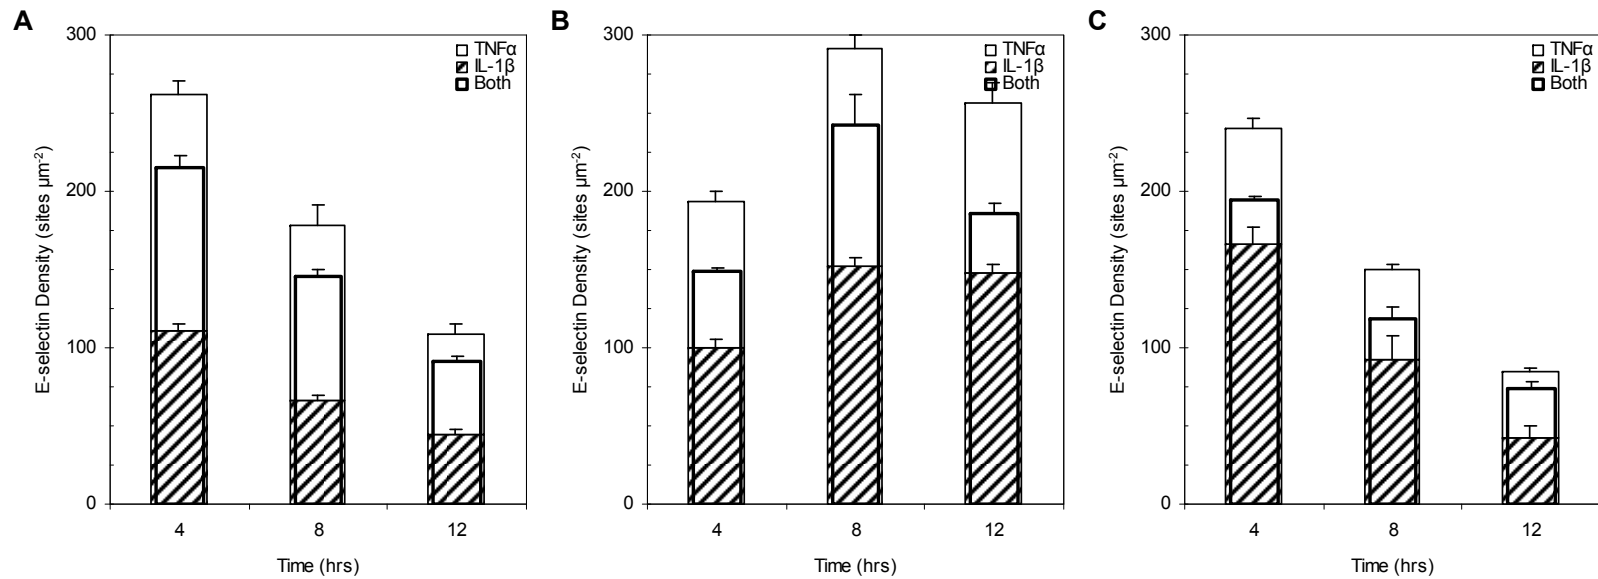 A
E-selectin Density (sites µm-2)
300
200
100
0
TNFα
IL-1β
Both
4
8
12
Time (hrs)
B
E-selectin Density (sites µm-2)
300
200
100
0
TNFα
IL-1β
Both
4
8
12
Time (hrs)
C
E-selectin Density (sites µm-2)
300
200
100
0
TNFα
IL-1β
Both
4
8
12
Time (hrs)